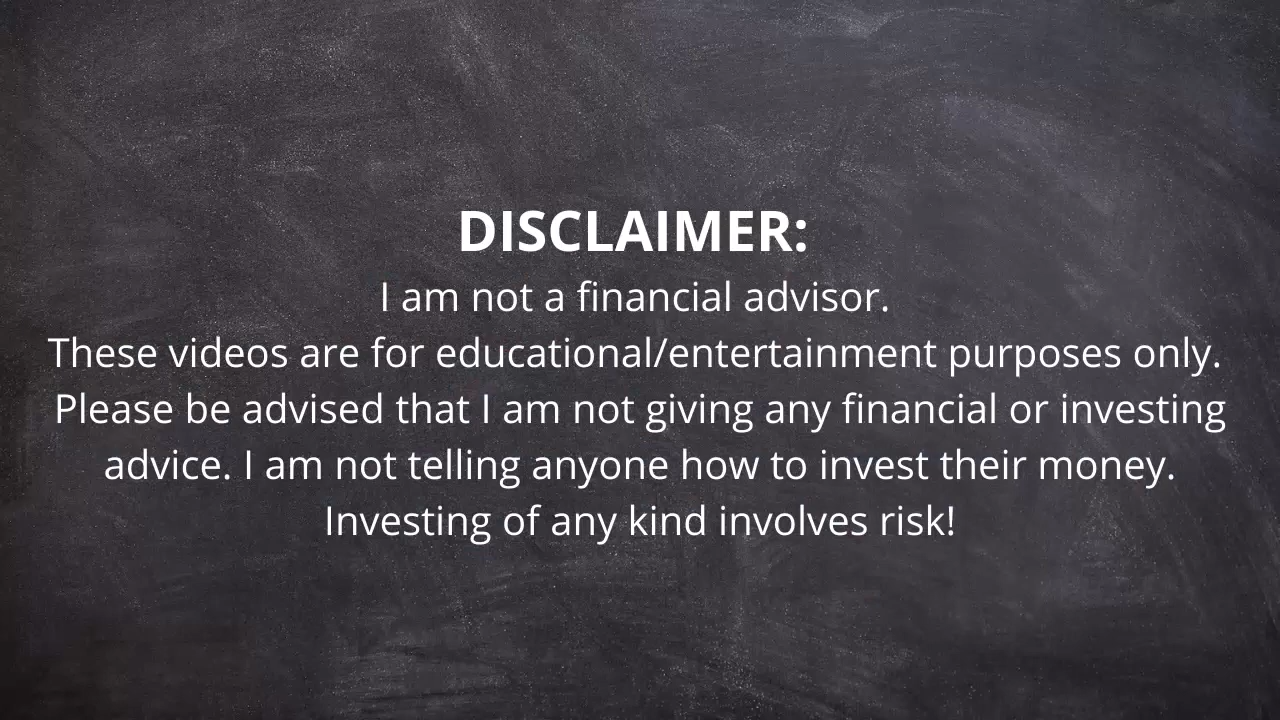 DISCLAIMER:
I am not a financial advisor.
These videos are for educational/entertainment purposes only.
Please be advised that I am not giving any financial or investing
advice. I am not telling anyone how to invest their money.
Investing of any kind involves risk!